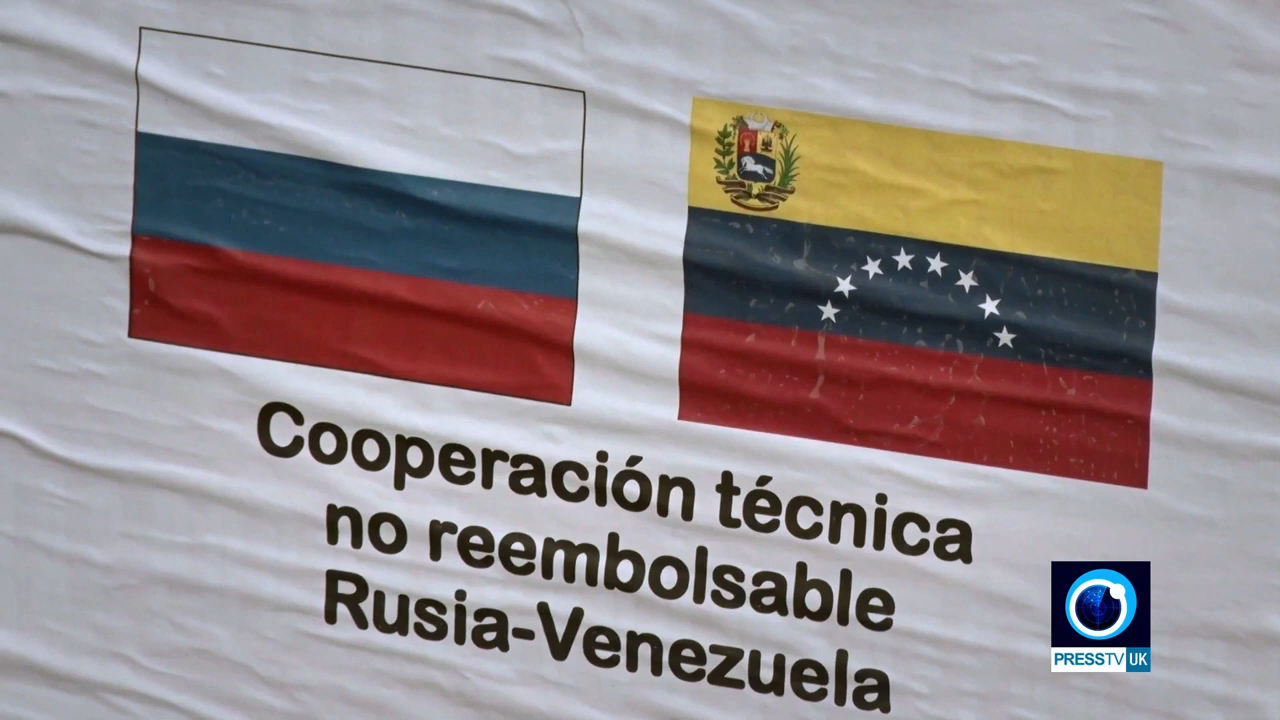 Cooperación técnica
no reembolsable
Rusia-Venezuela
PRESSTV UK